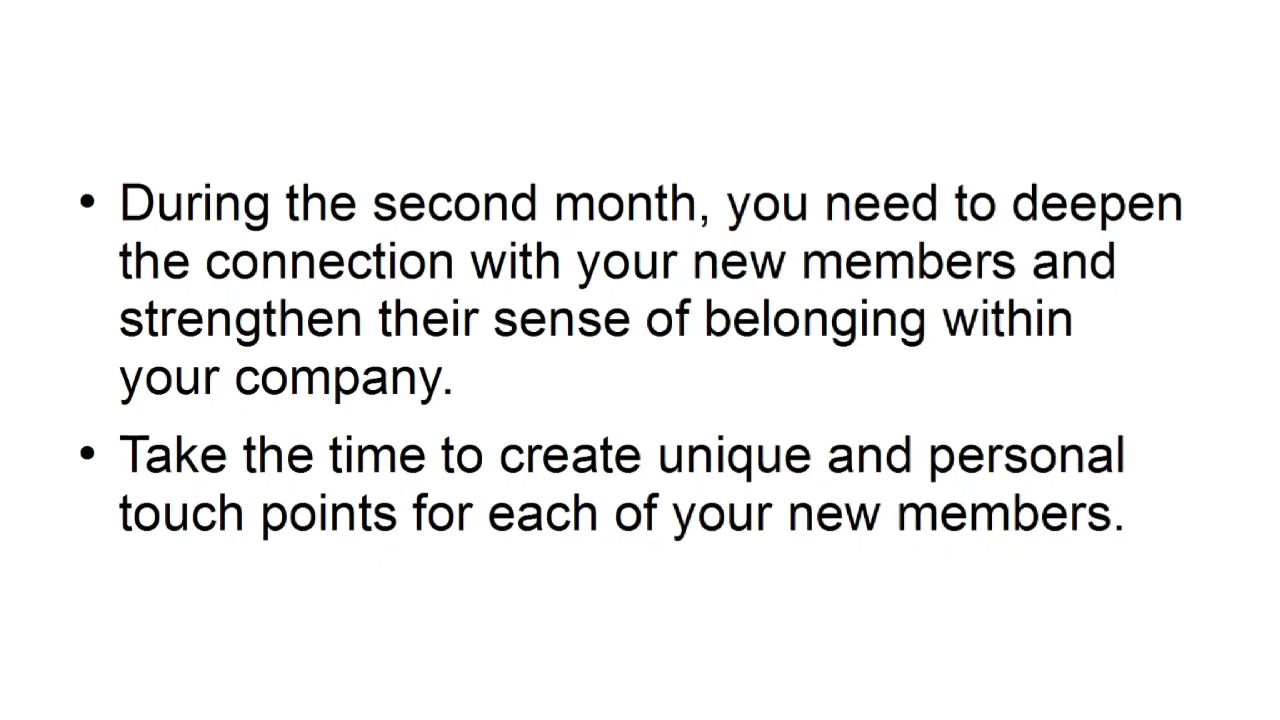 • During the second month, you need to deepen
the connection with your new members and
strengthen their sense of belonging within
your company.
• Take the time to create unique and personal
touch points for each of your new members.